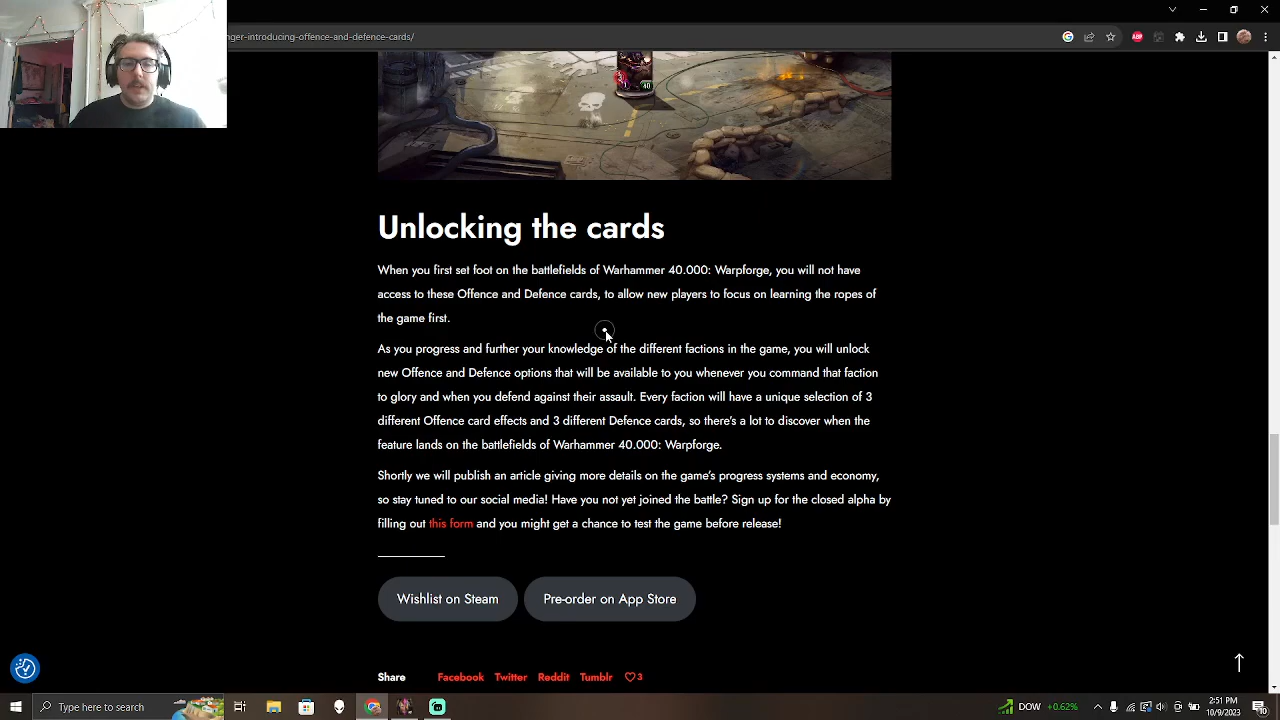 nger-introducing-offence-and-defence-cards/
40
Unlocking the cards
When you first set foot on the battlefields of Warhammer 40.000: Warpforge, you will not have
access to these Offence and Defence cards, to allow new players to focus on learning the ropes of
the game first.
As you progress and further your knowledge of the different factions in the game, you will unlock
new Offence and Defence options that will be available to you whenever you command that faction
to glory and when you defend against their assault. Every faction will have a unique selection of 3
different Offence card effects and 3 different Defence cards, so there's a lot to discover when the
feature lands on the battlefields of Warhammer 40.000: Warpforge.
Shortly we will publish an article giving more details on the game's progress systems and economy,
so stay tuned to our social media! Have you not yet joined the battle? Sign up for the closed alpha by
filling out this form and you might get a chance to test the game before release!
Wishlist on Steam Pre-order on App Store
Share Facebook Twitter Reddit Tumblr 3
Type here to search DOW +0.62% 2:51 PM
10/9/2023